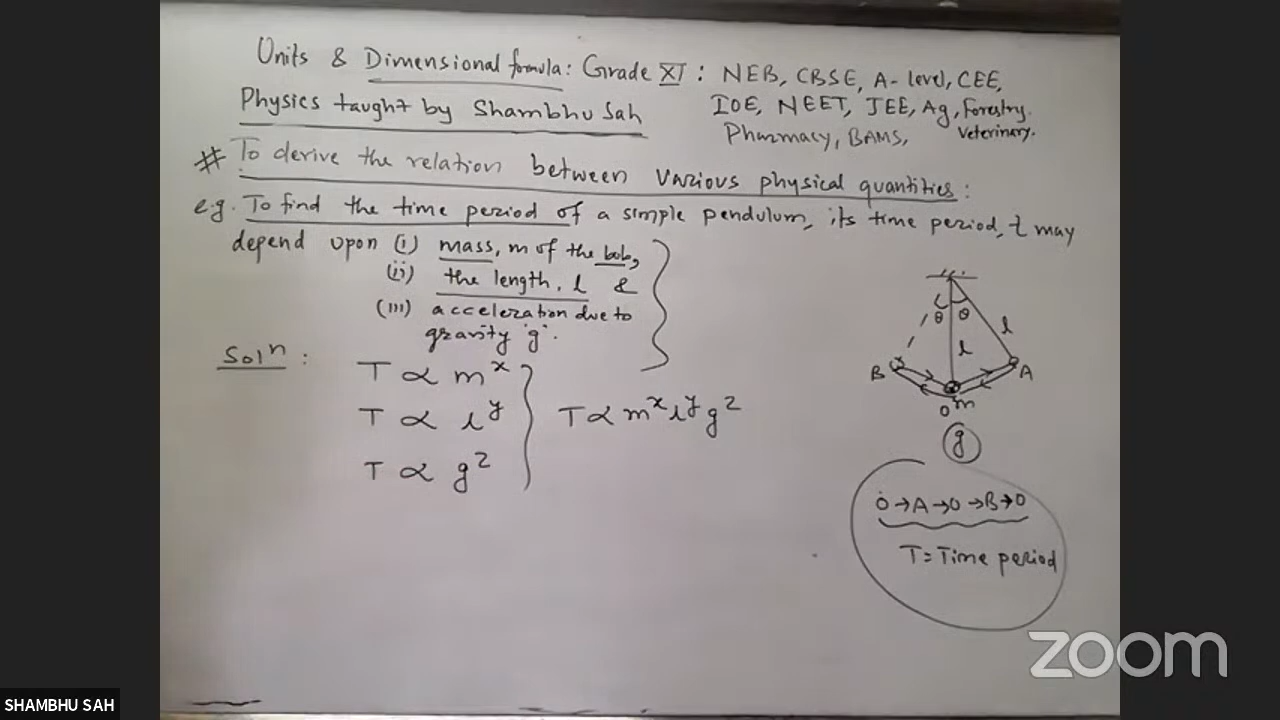 Units & Dimensional formula: Grade XI : NEB, CBSE, A-level, CEE,
Physics taught by Shambhu Sah IOE, NEET, JEE, Ag, Forestry.
Pharmacy, BAMS, Veterinary.
# To derive the relation between various physical quantities:
e.g. To find the time period of a simple pendulum, its time period, t may
depend upon (i) mass, m of the bob,
(ii) the length, l &
(iii) acceleration due to
gravity 'g'.
Solⁿ :
T ∝ m^x
T ∝ l^y
T ∝ g^z
T ∝ m^x l^y g^z
θ θ l
l
B A
O m
g
O→A→O→B→O
T = Time period
zoom
SHAMBHU SAH